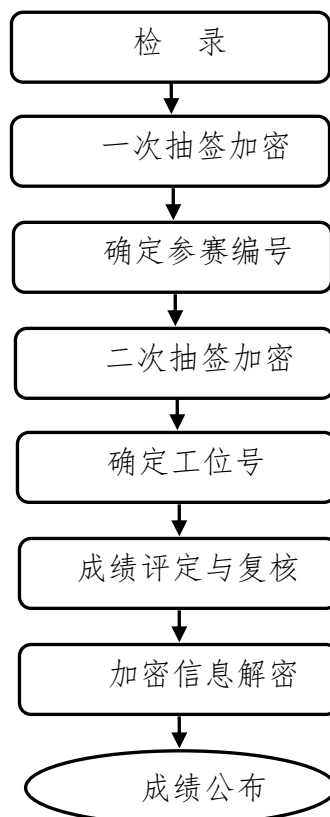 检 录
一次抽签加密
确定参赛编号
二次抽签加密
确定工位号
成绩评定与复核
加密信息解密
成绩公布